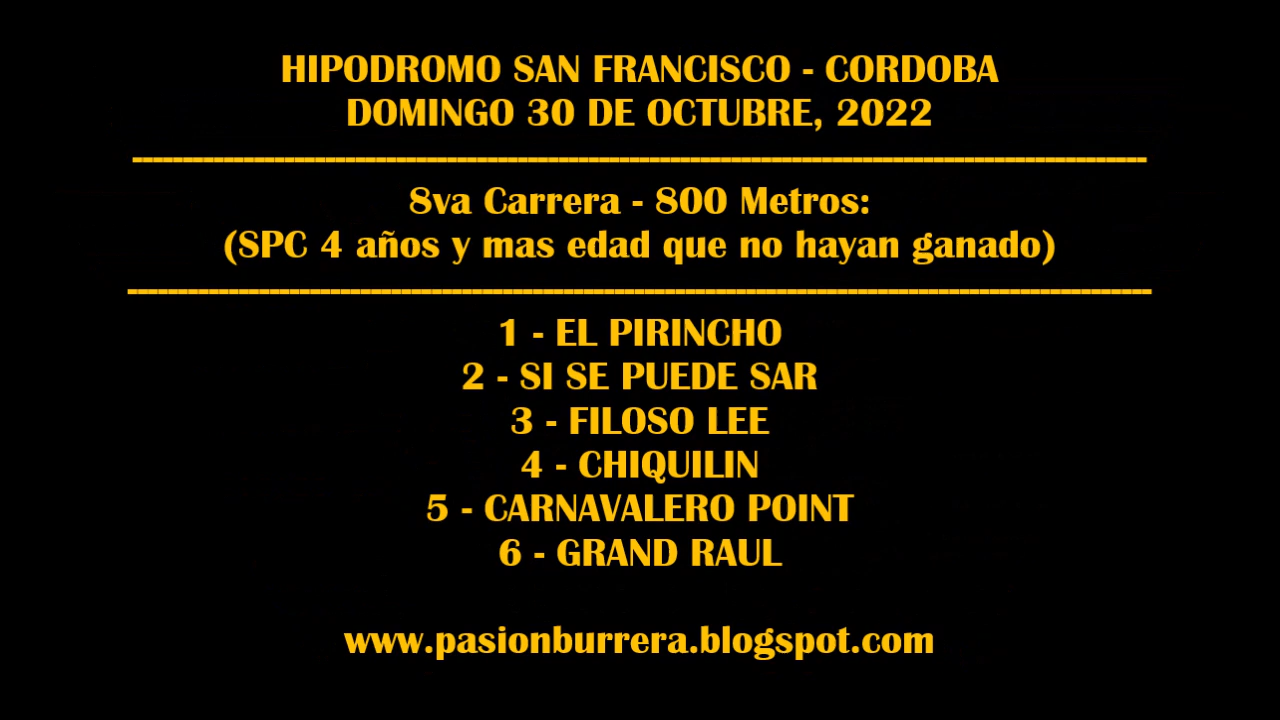 HIPODROMO SAN FRANCISCO - CORDOBA
DOMINGO 30 DE OCTUBRE, 2022
----------------------------------------------------------------------------------------------------
8va Carrera - 800 Metros:
(SPC 4 años y mas edad que no hayan ganado)
-----------------------------------------------------------------------------------------------------
1 - EL PIRINCHO
2 - SI SE PUEDE SAR
3 - FILOSO LEE
4 - CHIQUILIN
5 - CARNAVALERO POINT
6 - GRAND RAUL
www.pasionburrera.blogspot.com